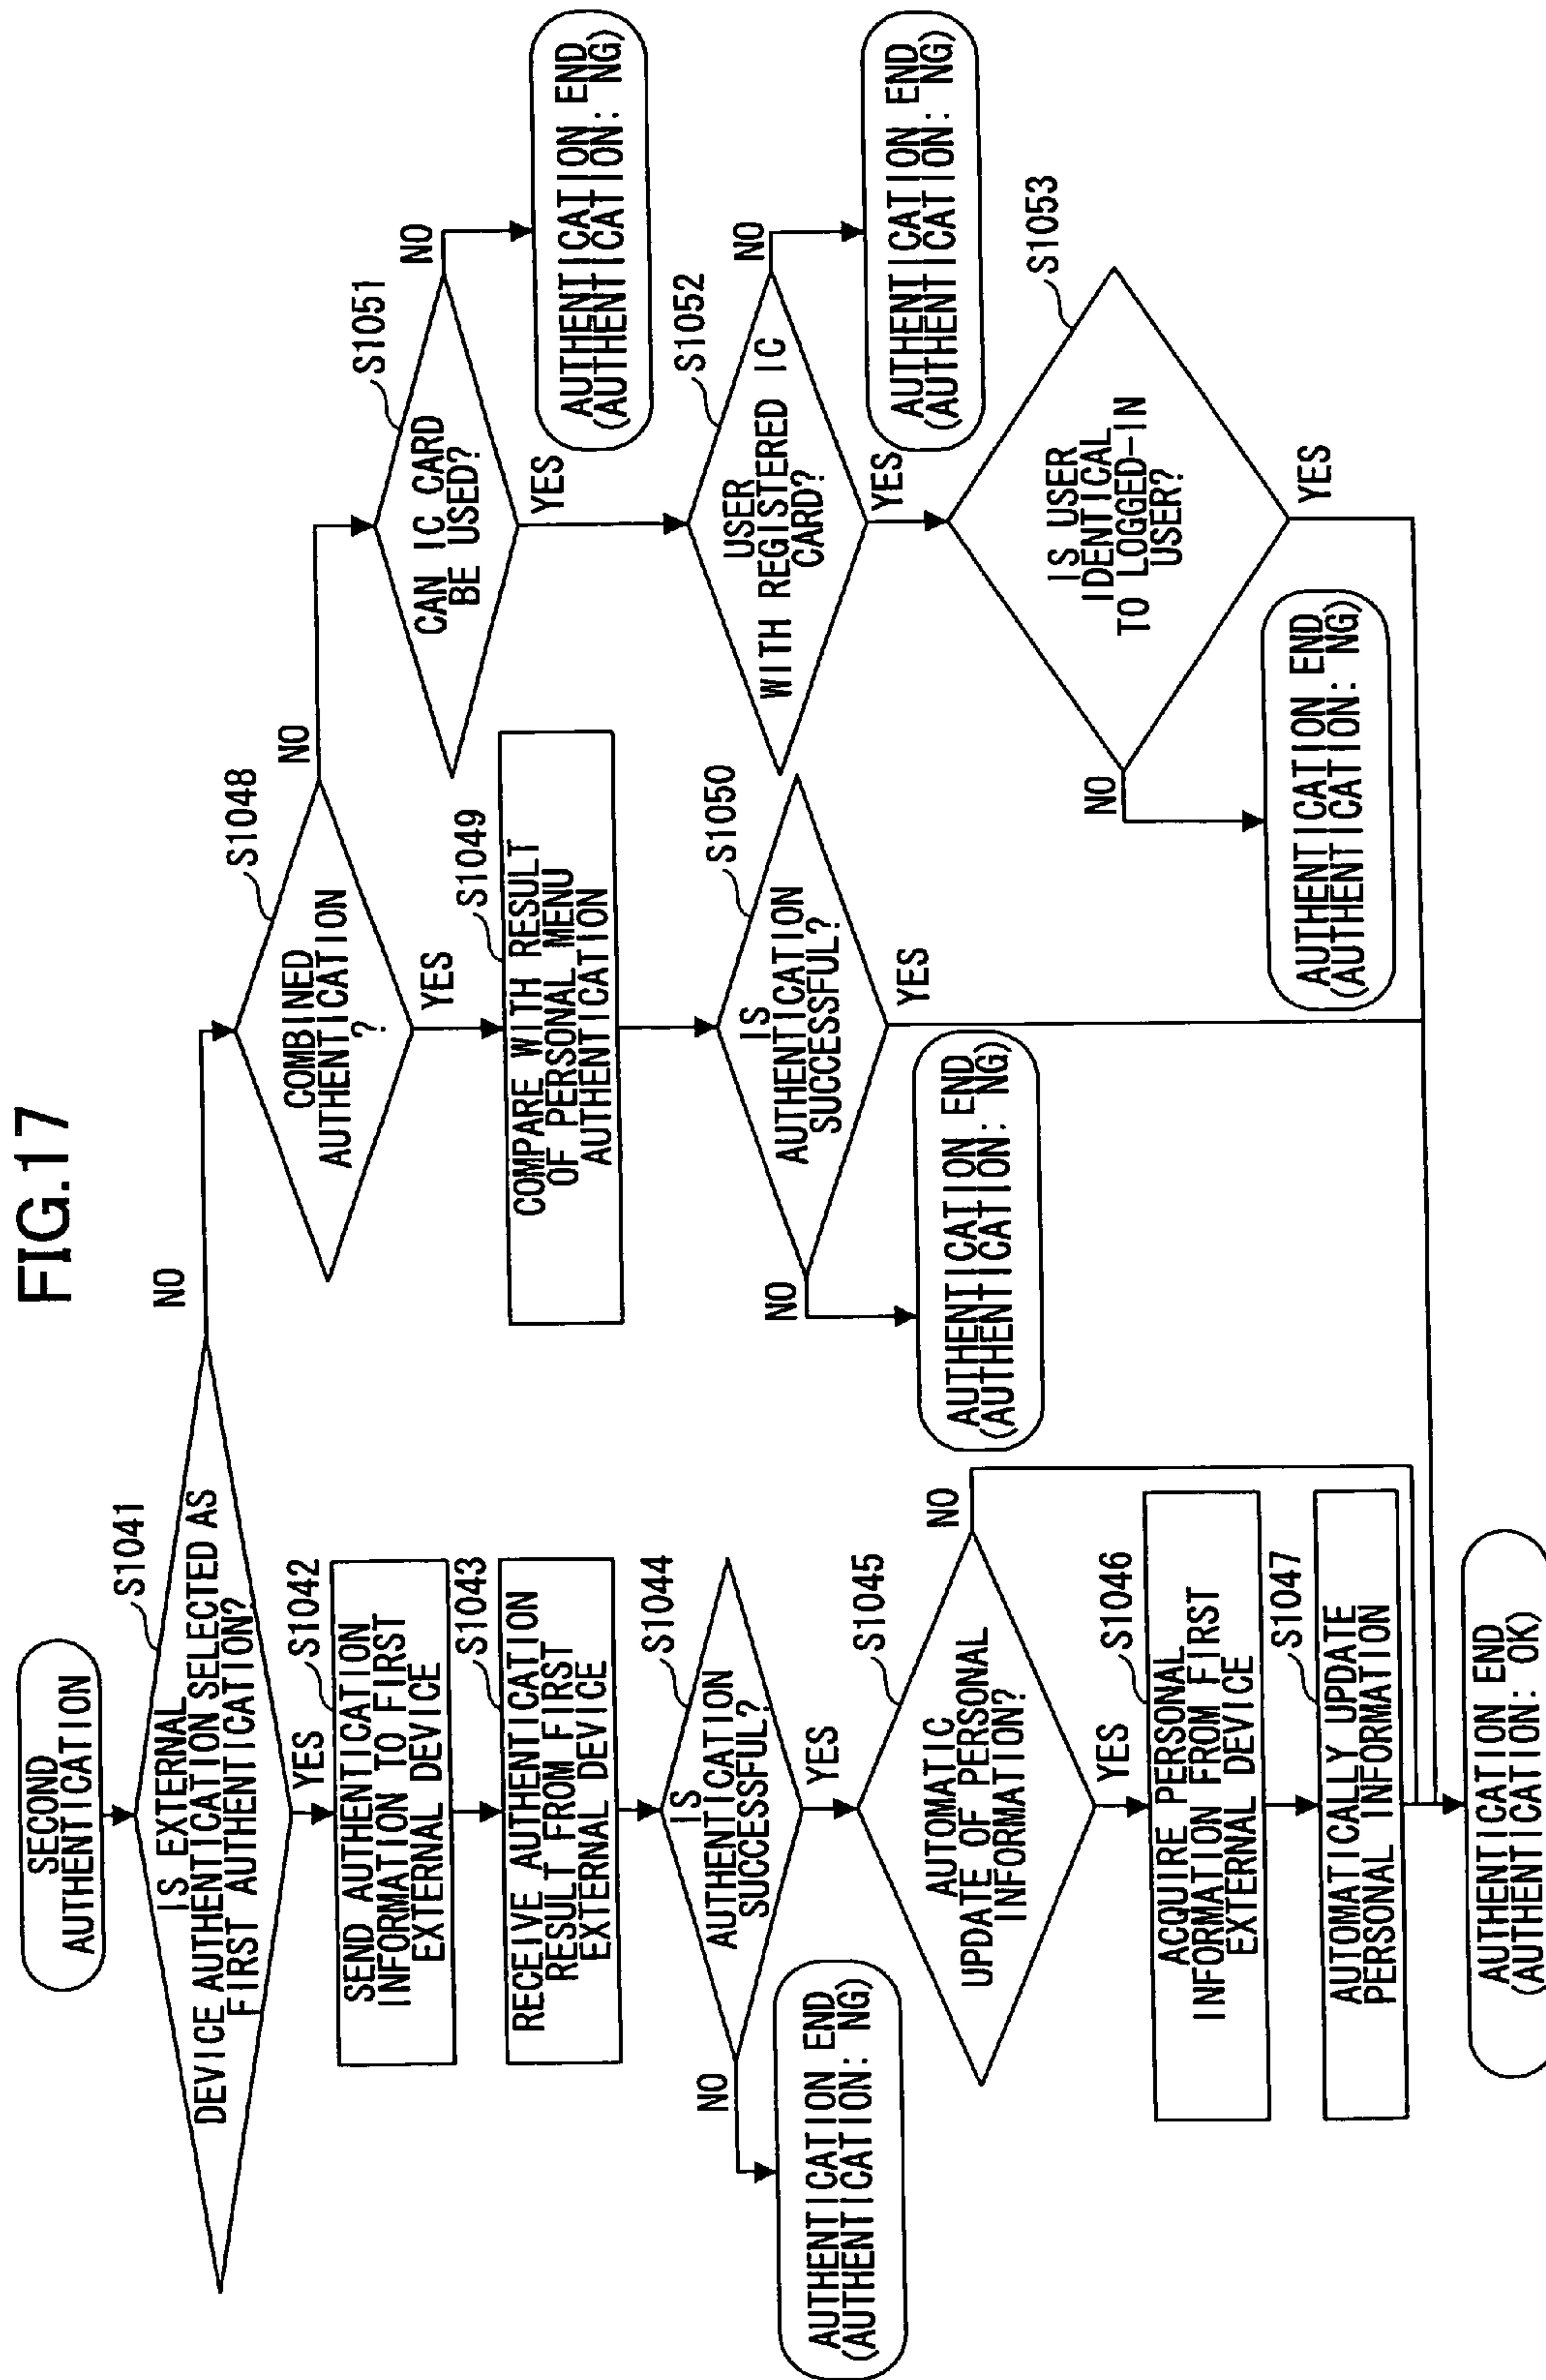 FIG.17
SECOND
AUTHENTICATION
S1041
IS EXTERNAL
DEVICE AUTHENTICATION SELECTED AS
FIRST AUTHENTICATION?
NO
YES
S1042
SEND AUTHENTICATION
INFORMATION TO FIRST
EXTERNAL DEVICE
S1043
RECEIVE AUTHENTICATION
RESULT FROM FIRST
EXTERNAL DEVICE
S1044
IS
AUTHENTICATION
SUCCESSFUL?
NO
AUTHENTICATION END
(AUTHENTICATION: NG)
YES
S1045
AUTOMATIC
UPDATE OF PERSONAL
INFORMATION?
NO
YES
S1046
ACQUIRE PERSONAL
INFORMATION FROM FIRST
EXTERNAL DEVICE
S1047
AUTOMATICALLY UPDATE
PERSONAL INFORMATION
AUTHENTICATION END
(AUTHENTICATION: OK)
S1048
COMBINED
AUTHENTICATION
?
NO
YES
S1049
COMPARE WITH RESULT
OF PERSONAL MENU
AUTHENTICATION
S1050
IS
AUTHENTICATION
SUCCESSFUL?
NO
AUTHENTICATION END
(AUTHENTICATION: NG)
YES
S1051
CAN IC CARD
BE USED?
NO
AUTHENTICATION END
(AUTHENTICATION: NG)
YES
S1052
USER
WITH REGISTERED IC
CARD?
NO
AUTHENTICATION END
(AUTHENTICATION: NG)
YES
S1053
IS USER
IDENTICAL
TO LOGGED-IN
USER?
NO
AUTHENTICATION END
(AUTHENTICATION: NG)
YES